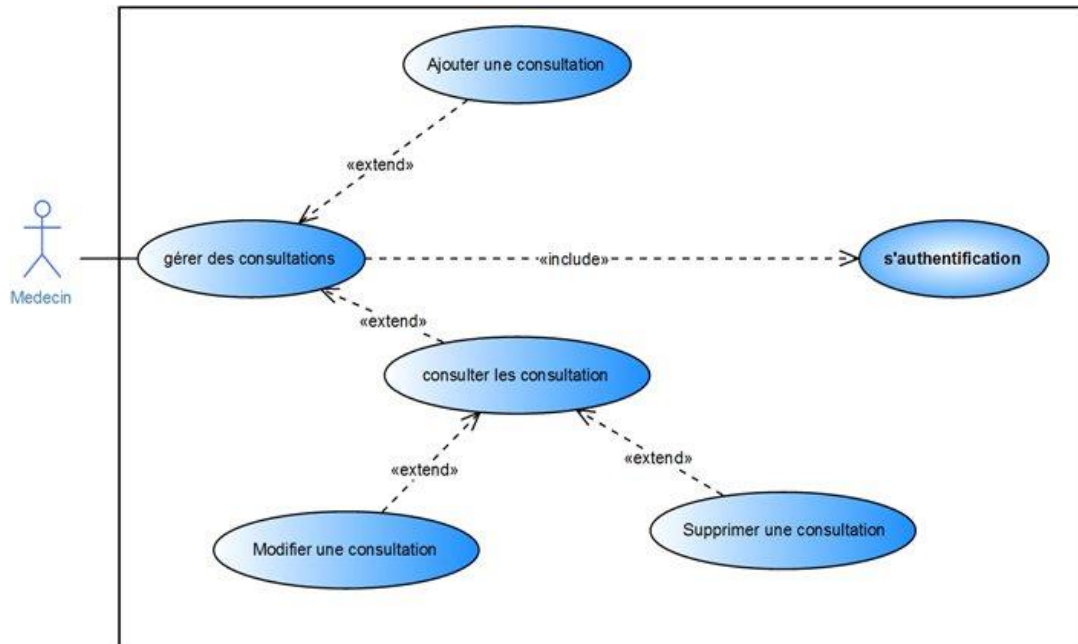 Ajouter une consultation
«extend»
Medecin
gérer des consultations
«include»
s'authentification
«extend»
consulter les consultation
«extend»
«extend»
Modifier une consultation
Supprimer une consultation